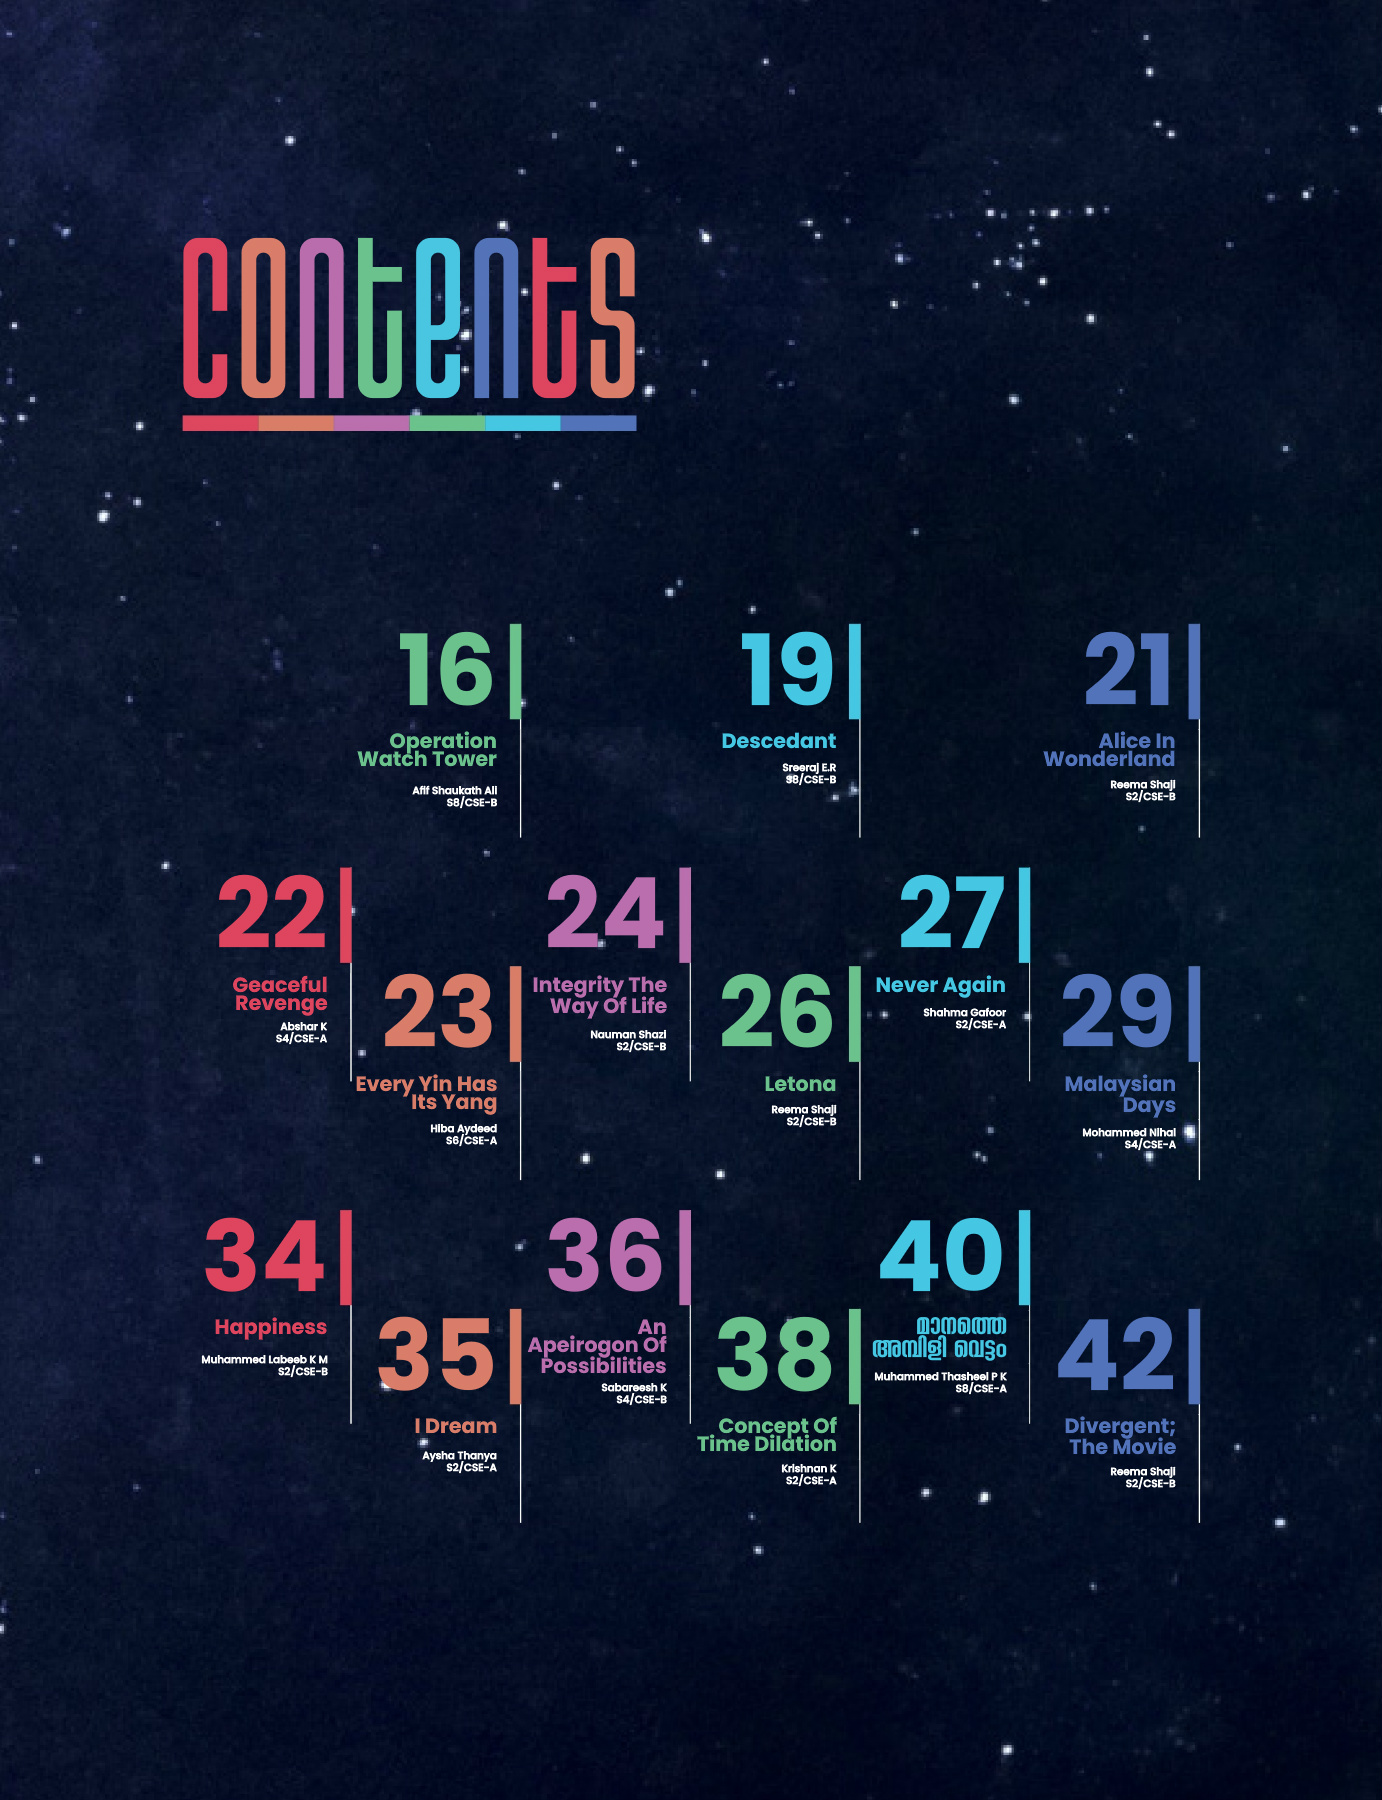 contents
16
Operation
Watch Tower
Afif Shaukath Ali
S8/CSE-B
19
Descedant
Sreeraj E.R
S8/CSE-B
21
Alice In
Wonderland
Reema Shaji
S2/CSE-B
22
Geaceful
Revenge
Abshar K
S4/CSE-A
23
Every Yin Has
Its Yang
Hiba Aydeed
S6/CSE-A
24
Integrity The
Way Of Life
Nauman Shazi
S2/CSE-B
26
Letona
Reema Shaji
S2/CSE-B
27
Never Again
Shahma Gafoor
S2/CSE-A
29
Malaysian
Days
Mohammed Nihal
S4/CSE-A
34
Happiness
Muhammed Labeeb K M
S2/CSE-B
35
I Dream
Aysha Thanya
S2/CSE-A
36
An
Apeirogon Of
Possibilities
Sabareesh K
S4/CSE-B
38
Concept Of
Time Dilation
Krishnan K
S2/CSE-A
40
മാനത്തെ
അമ്പിളി വെട്ടം
Muhammed Thasheel P K
S8/CSE-A
42
Divergent;
The Movie
Reema Shaji
S2/CSE-B